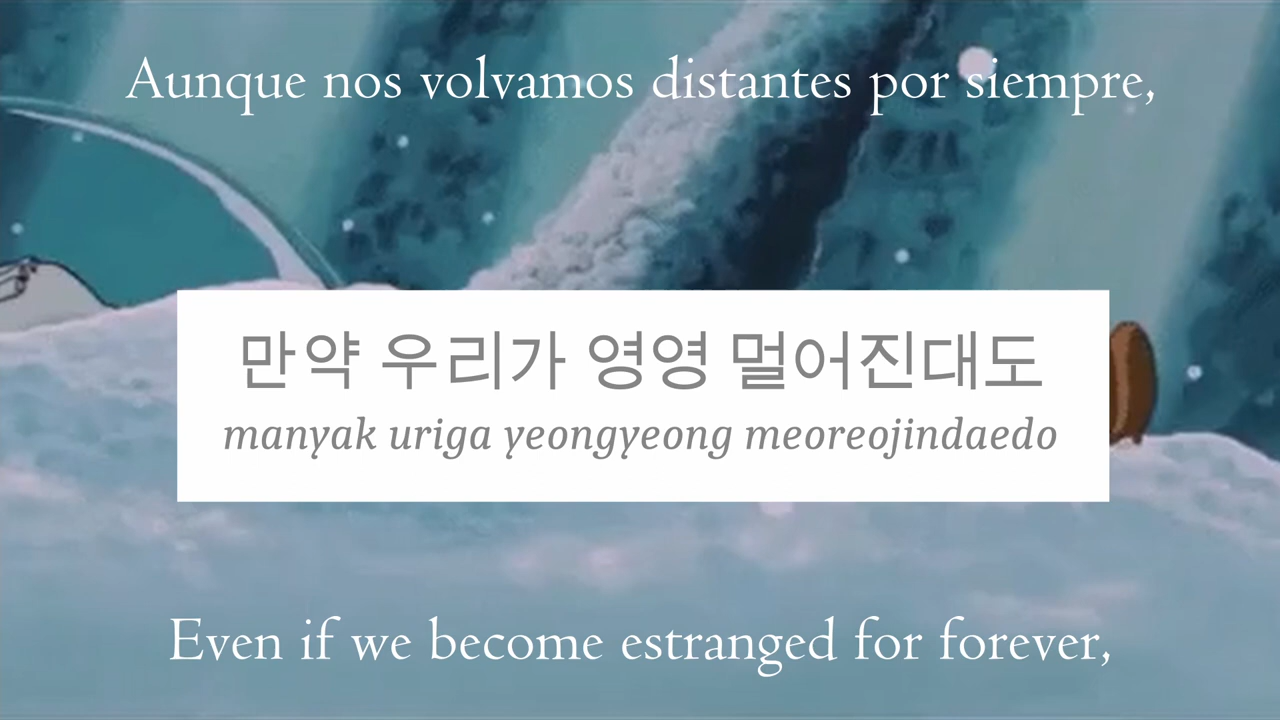 Aunque nos volvamos distantes por siempre,
만약 우리가 영영 멀어진대도
manyak uriga yeongyeong meoreojindaedo
Even if we become estranged for forever,